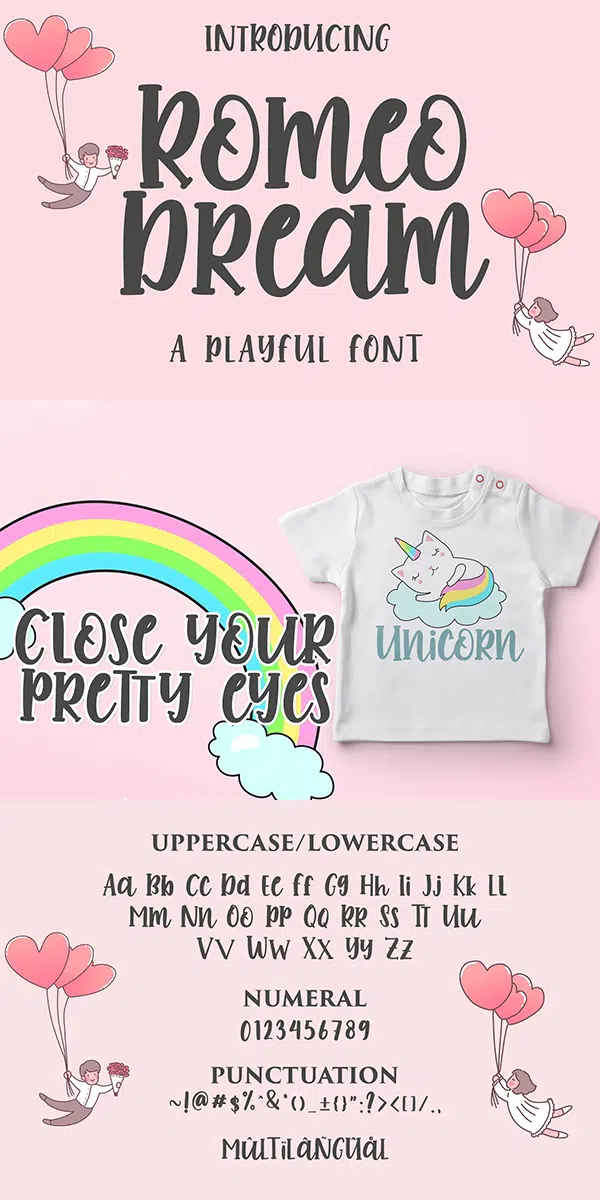 INTRODUCING
ROMEO
DREAM
A PLAYFUL FONT
CLOSE YOUR
PRETTY EYES
UNiCORN
UPPERCASE/LOWERCASE
Aa Bb Cc Dd Ee Ff Gg Hh Ii Jj Kk Ll
Mm Nn Oo Pp Qq Rr Ss Tt Uu
Vv Ww Xx Yy Zz
NUMERAL
0123456789
PUNCTUATION
~!@#$%^&*()_±{}":?><[]/.,
MÙLTiLÂNGÜÅL